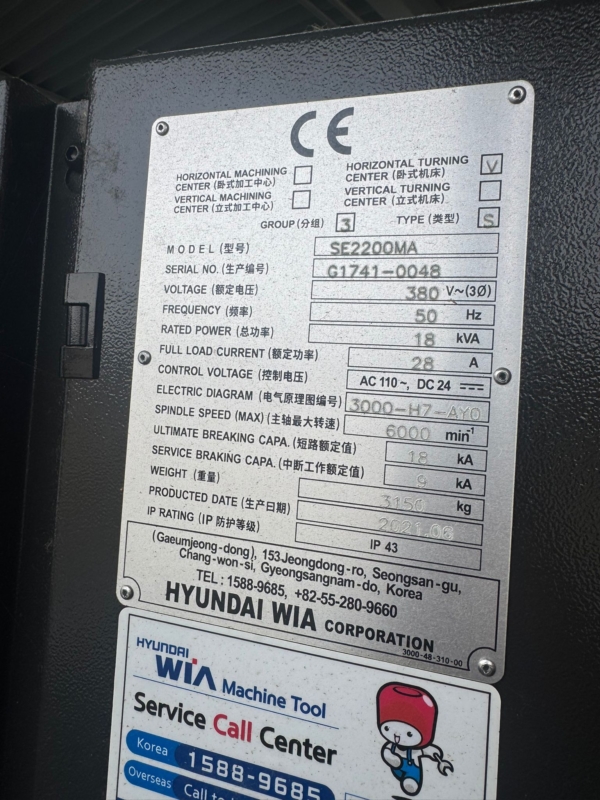 CE
HORIZONTAL MACHINING CENTER (卧式加工中心)
HORIZONTAL TURNING CENTER (卧式机床) V
VERTICAL MACHINING CENTER (立式加工中心)
VERTICAL TURNING CENTER (立式机床)
GROUP (分组) 3 TYPE (类型) S
MODEL (型号) SE2200MA
SERIAL NO. (生产编号) G1741-0048
VOLTAGE (额定电压) 380 V~(3Ø)
FREQUENCY (频率) 50 Hz
RATED POWER (总功率) 18 kVA
FULL LOAD CURRENT (额定功率) 28 A
CONTROL VOLTAGE (控制电压) AC 110~, DC 24
ELECTRIC DIAGRAM (电气原理图编号) 3000-H7-AY0
SPINDLE SPEED (MAX) (主轴最大转速) 6000 min⁻¹
ULTIMATE BREAKING CAPA. (短路额定值) 18 kA
SERVICE BRAKING CAPA. (中断工作额定值) 9 kA
WEIGHT (重量) 3150 kg
PRODUCTED DATE (生产日期) 2021.06
IP RATING (IP 防护等级) IP 43
(Gaeumjeong-dong), 153Jeongdong-ro, Seongsan-gu,
Chang-won-si, Gyeongsangnam-do, Korea
TEL : 1588-9685, +82-55-280-9660
HYUNDAI WIA CORPORATION
3000-48-310-00
HYUNDAI
WIA Machine Tool
Service Call Center
Korea 1588-9685
Overseas Call to